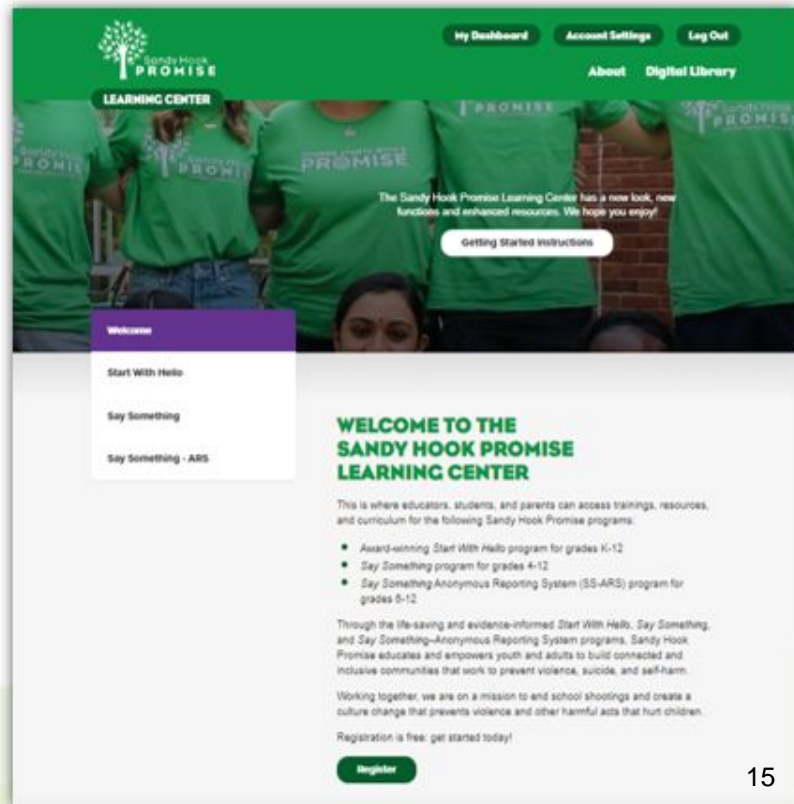 My Dashboard
Account Settings
Log Out
Sandy Hook
PROMISE
About
Digital Library
LEARNING CENTER
PROMISE
PROMISE
The Sandy Hook Promise Learning Center has a new look, new
functions and enhanced resources. We hope you enjoy!
Getting Started Instructions
Welcome
Start With Hello
Say Something
Say Something - ARS
WELCOME TO THE
SANDY HOOK PROMISE
LEARNING CENTER
This is where educators, students, and parents can access trainings, resources,
and curriculum for the following Sandy Hook Promise programs:
• Award-winning Start With Hello program for grades K-12
• Say Something program for grades 4-12
• Say Something Anonymous Reporting System (SS-ARS) program for
grades 6-12
Through the life-saving and evidence-informed Start With Hello, Say Something,
and Say Something–Anonymous Reporting System programs, Sandy Hook
Promise educates and empowers youth and adults to build connected and
inclusive communities that work to prevent violence, suicide, and self-harm.
Working together, we are on a mission to end school shootings and create a
culture change that prevents violence and other harmful acts that hurt children.
Registration is free: get started today!
Register
15